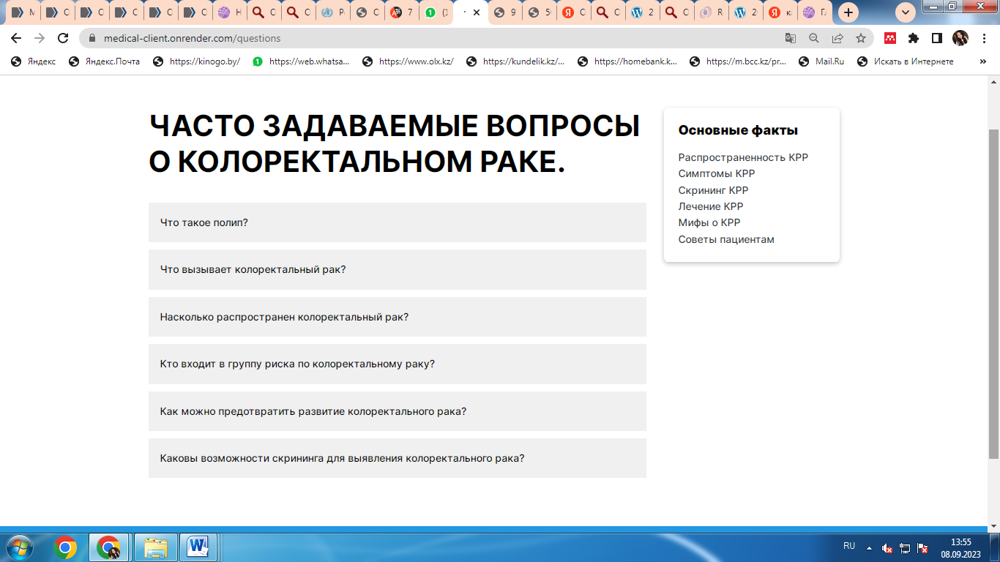 medical-client.onrender.com/questions
Яндекс
Яндекс.Почта
https://kinogo.by/
https://web.whatsa...
https://www.olx.kz/
https://kundelik.kz/...
https://homebank.k...
https://m.bcc.kz/pr...
Mail.Ru
Искать в Интернете
ЧАСТО ЗАДАВАЕМЫЕ ВОПРОСЫ
О КОЛОРЕКТАЛЬНОМ РАКЕ.
Что такое полип?
Что вызывает колоректальный рак?
Насколько распространен колоректальный рак?
Кто входит в группу риска по колоректальному раку?
Как можно предотвратить развитие колоректального рака?
Каковы возможности скрининга для выявления колоректального рака?
Основные факты
Распространенность КРР
Симптомы КРР
Скрининг КРР
Лечение КРР
Мифы о КРР
Советы пациентам
RU
13:55
08.09.2023